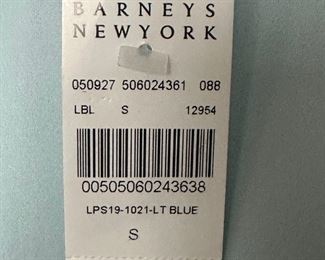 BARNEYS
NEWYORK
050927 506024361 088
LBL S 12954
00505060243638
LPS19-1021-LT BLUE
S